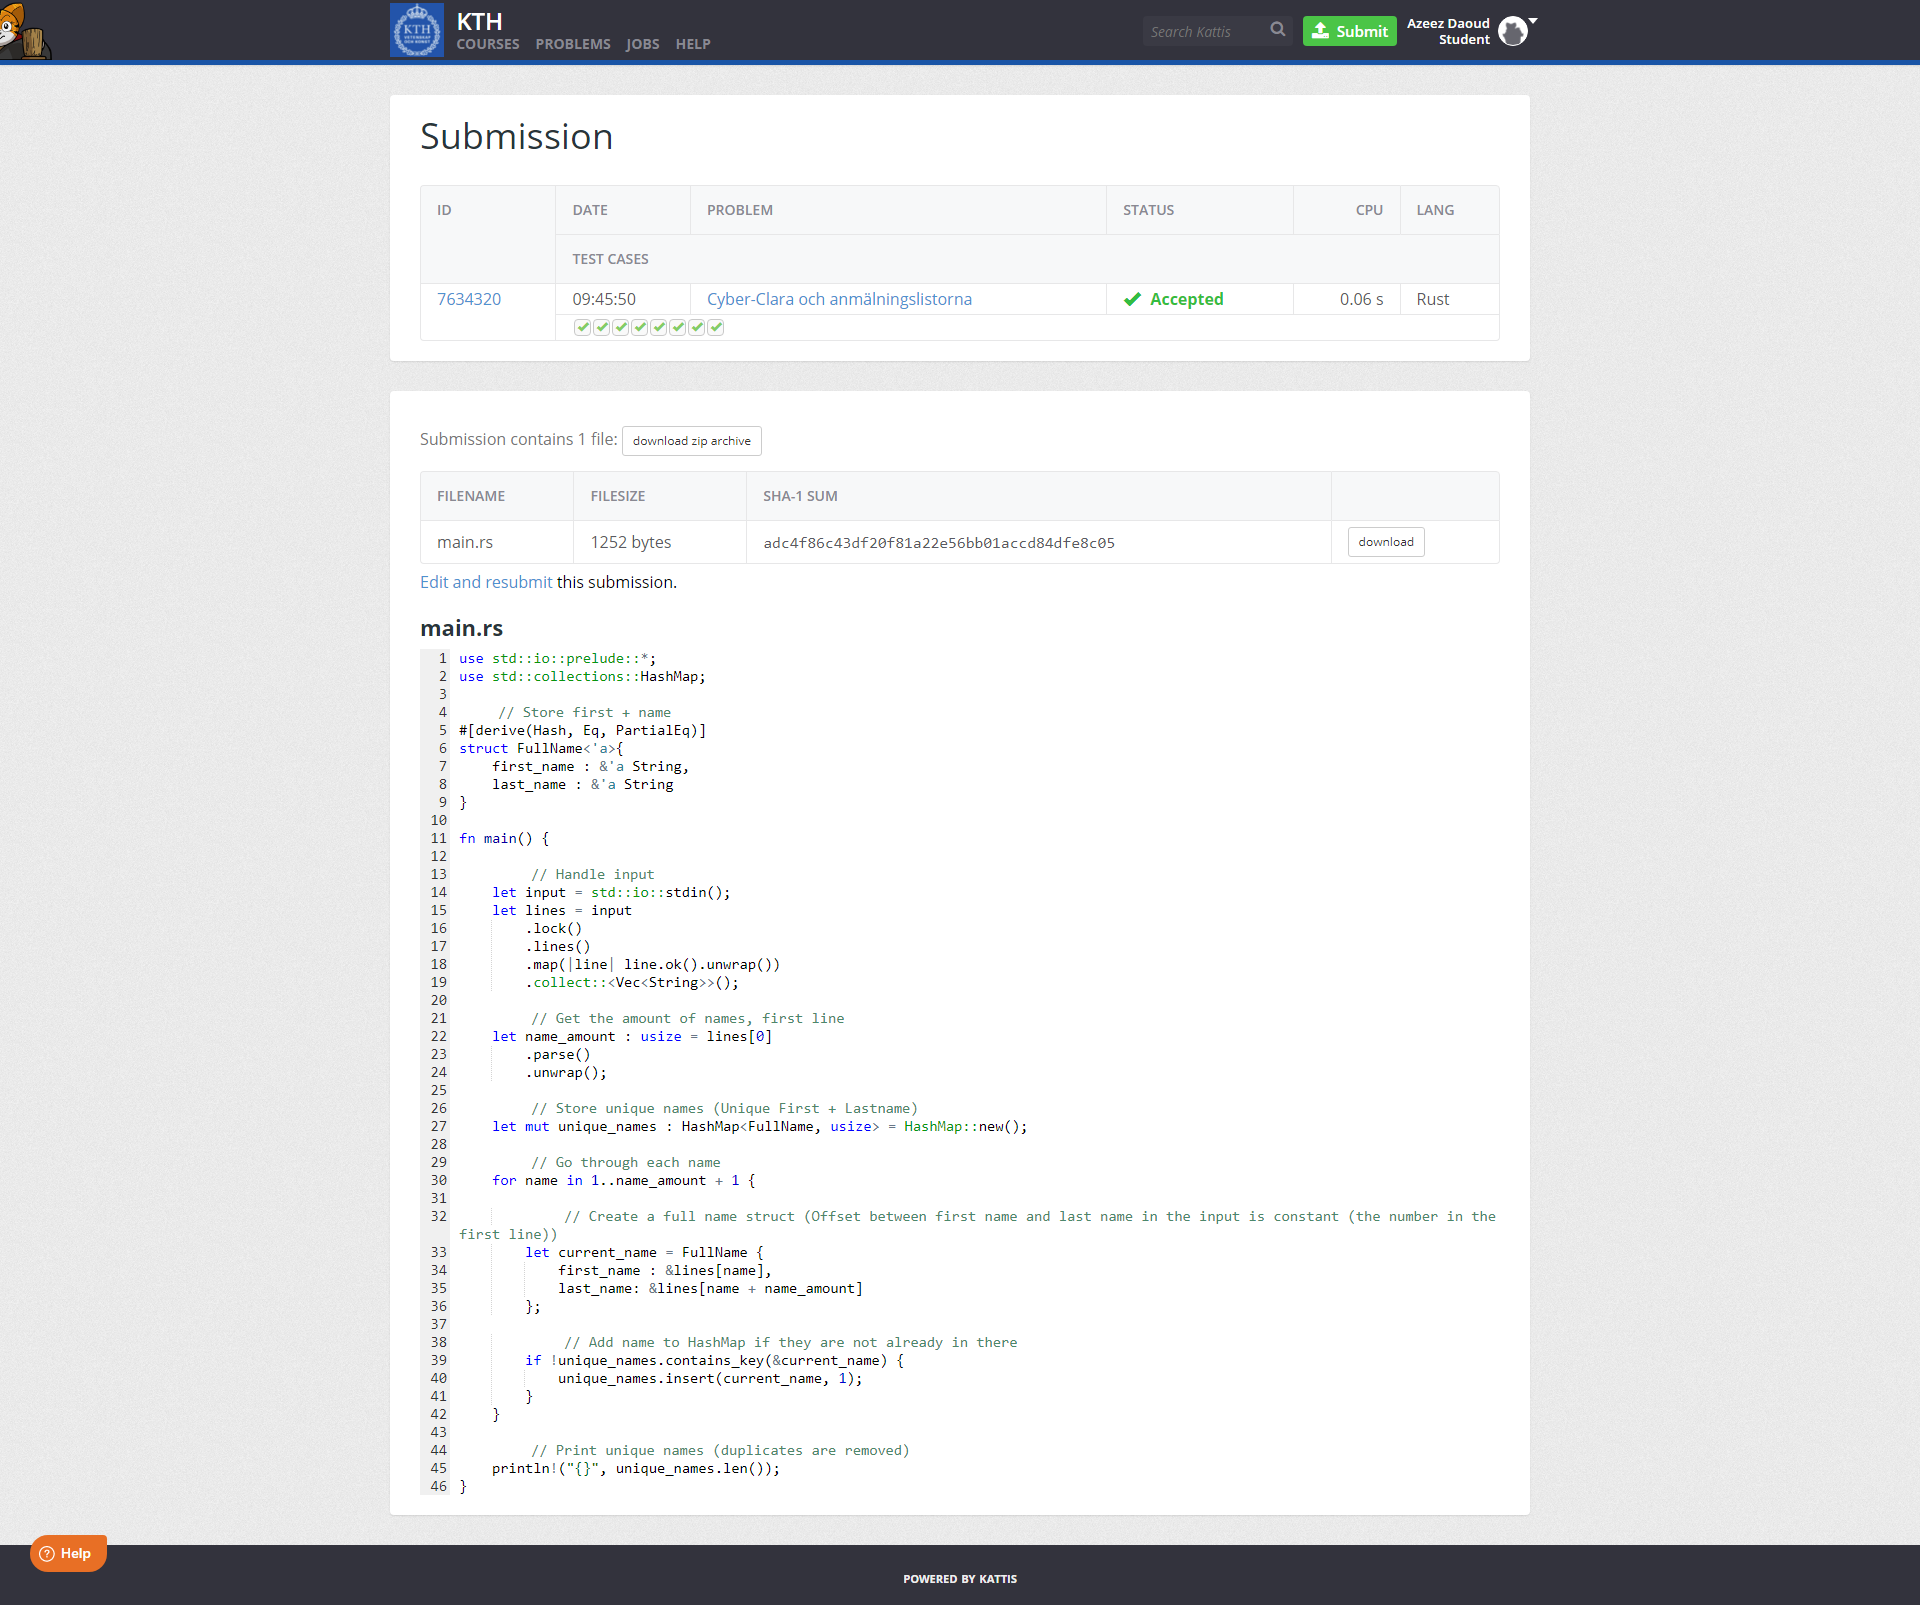 KTH
COURSES PROBLEMS JOBS HELP
Search Kattis
Submit
Azeez Daoud
Student
Submission
ID DATE PROBLEM STATUS CPU LANG
TEST CASES
7634320 09:45:50 Cyber-Clara och anmälningslistorna Accepted 0.06 s Rust
Submission contains 1 file: download zip archive
FILENAME FILESIZE SHA-1 SUM
main.rs 1252 bytes adc4f86c43df20f81a22e56bb01accd84dfe8c05 download
Edit and resubmit this submission.
main.rs
1 use std::io::prelude::*;
2 use std::collections::HashMap;
3
4 // Store first + name
5 #[derive(Hash, Eq, PartialEq)]
6 struct FullName<'a>{
7 first_name : &'a String,
8 last_name : &'a String
9 }
10
11 fn main() {
12
13 // Handle input
14 let input = std::io::stdin();
15 let lines = input
16 .lock()
17 .lines()
18 .map(|line| line.ok().unwrap())
19 .collect::<Vec<String>>();
20
21 // Get the amount of names, first line
22 let name_amount : usize = lines[0]
23 .parse()
24 .unwrap();
25
26 // Store unique names (Unique First + Lastname)
27 let mut unique_names : HashMap<FullName, usize> = HashMap::new();
28
29 // Go through each name
30 for name in 1..name_amount + 1 {
31
32 // Create a full name struct (Offset between first name and last name in the input is constant (the number in the
first line))
33 let current_name = FullName {
34 first_name : &lines[name],
35 last_name: &lines[name + name_amount]
36 };
37
38 // Add name to HashMap if they are not already in there
39 if !unique_names.contains_key(&current_name) {
40 unique_names.insert(current_name, 1);
41 }
42 }
43
44 // Print unique names (duplicates are removed)
45 println!("{}", unique_names.len());
46 }
Help
POWERED BY KATTIS